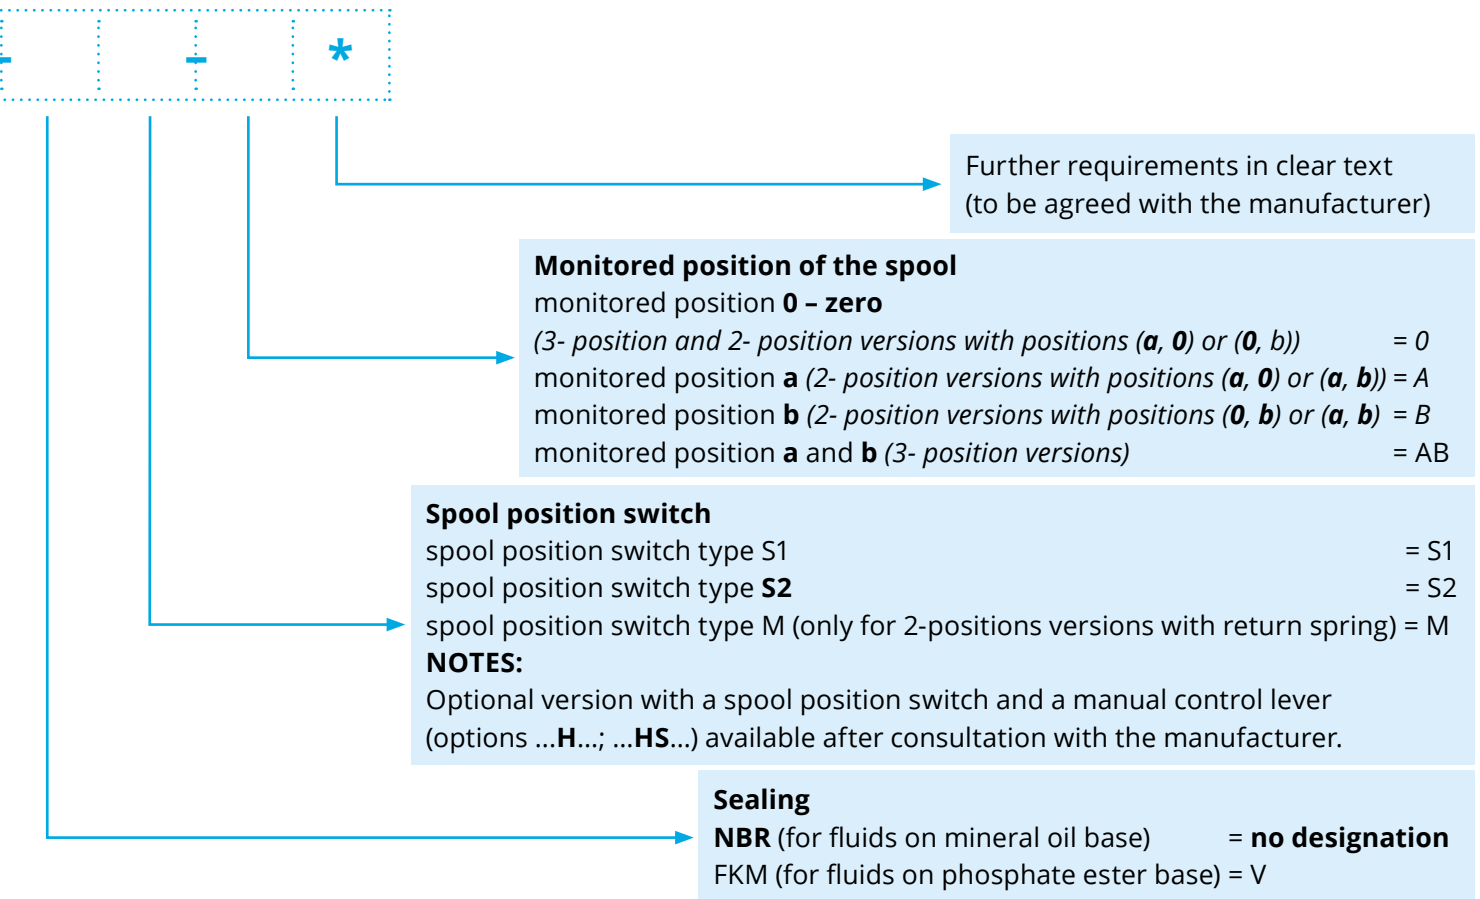 - - *
Further requirements in clear text
(to be agreed with the manufacturer)
Monitored position of the spool
monitored position 0 – zero
(3- position and 2- position versions with positions (a, 0) or (0, b)) = 0
monitored position a (2- position versions with positions (a, 0) or (a, b)) = A
monitored position b (2- position versions with positions (0, b) or (a, b) = B
monitored position a and b (3- position versions) = AB
Spool position switch
spool position switch type S1 = S1
spool position switch type S2 = S2
spool position switch type M (only for 2-positions versions with return spring) = M
NOTES:
Optional version with a spool position switch and a manual control lever
(options ...H...; ...HS...) available after consultation with the manufacturer.
Sealing
NBR (for fluids on mineral oil base) = no designation
FKM (for fluids on phosphate ester base) = V